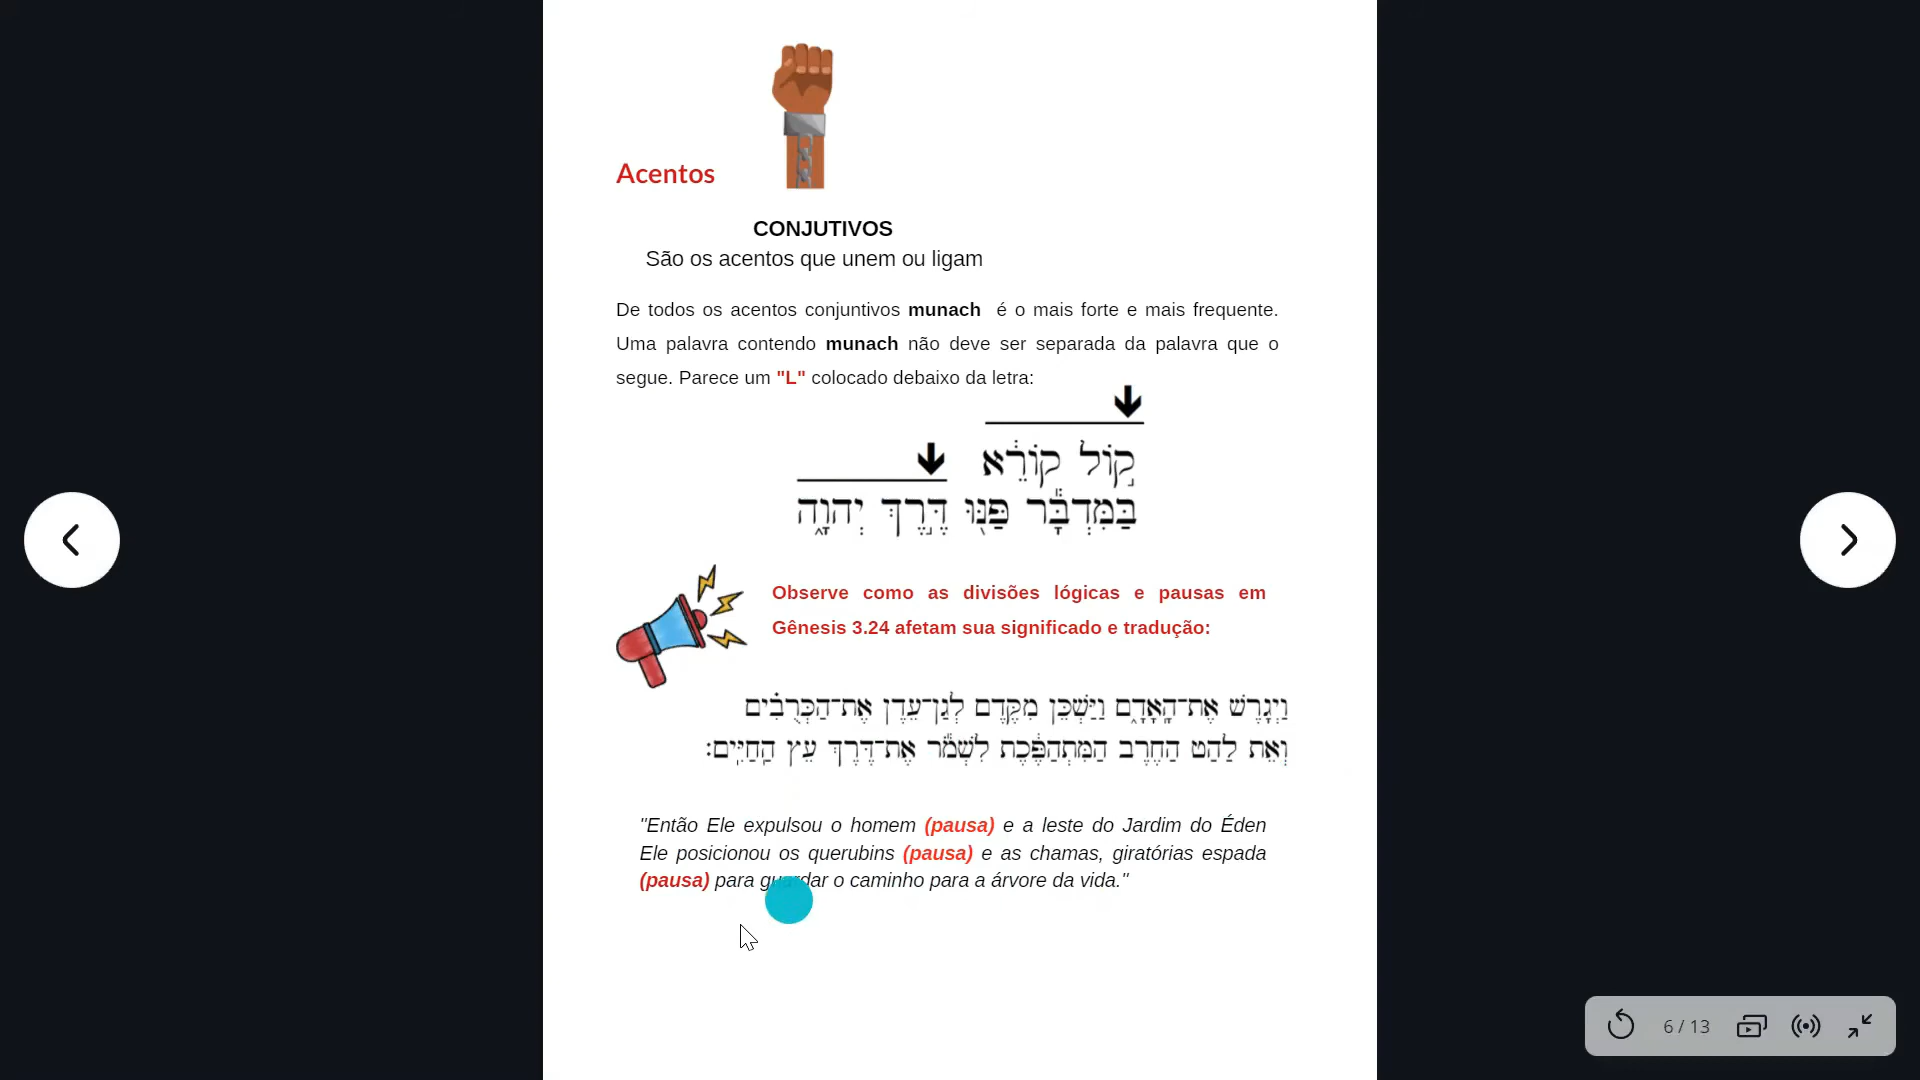 Acentos
CONJUTIVOS
São os acentos que unem ou ligam
De todos os acentos conjuntivos munach é o mais forte e mais frequente.
Uma palavra contendo munach não deve ser separada da palavra que o
segue. Parece um "L" colocado debaixo da letra:
ק֣וֹל קוֹרֵ֔א
בַּמִּדְבָּ֕ר פַּנּ֖וּ דֶּ֣רֶךְ יְהוָ֑ה
Observe como as divisões lógicas e pausas em
Gênesis 3.24 afetam sua significado e tradução:
וַיְגָרֶשׁ אֶת־הָֽאָדָ֑ם וַיַּשְׁכֵּן מִקֶּדֶם לְגַן־עֵדֶן אֶת־הַכְּרֻבִ֗ים
וְאֵת לַהַט הַחֶרֶב הַמִּתְהַפֶּ֔כֶת לִשְׁמֹ֕ר אֶת־דֶּרֶךְ עֵץ הַֽחַיִּֽים׃
"Então Ele expulsou o homem (pausa) e a leste do Jardim do Éden
Ele posicionou os querubins (pausa) e as chamas, giratórias espada
(pausa) para guardar o caminho para a árvore da vida."
6 / 13